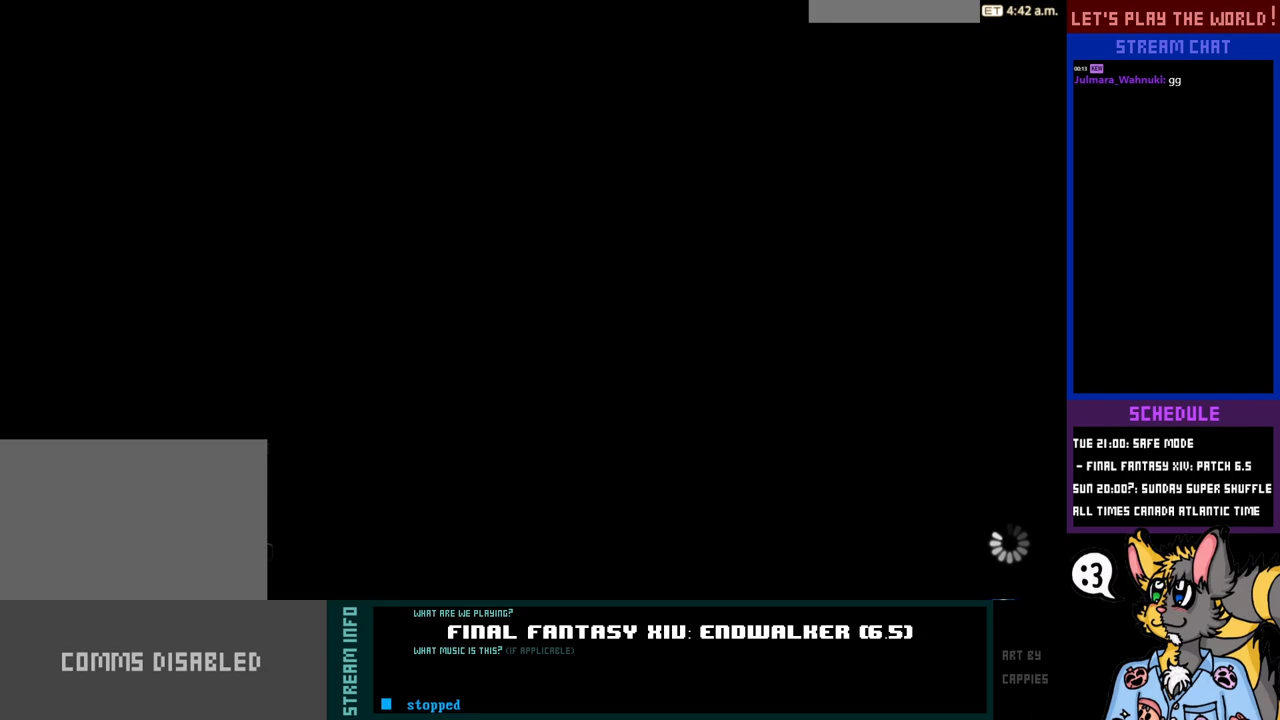 ET 4:42 a.m.
LET'S PLAY THE WORLD!
STREAM CHAT
00:13 NEW
Julmara_Wahnuki: gg
SCHEDULE
TUE 21:00: SAFE MODE
- FINAL FANTASY XIV: PATCH 6.5
SUN 20:00?: SUNDAY SUPER SHUFFLE
ALL TIMES CANADA ATLANTIC TIME
:3
COMMS DISABLED
STREAM INFO
WHAT ARE WE PLAYING?
FINAL FANTASY XIV: ENDWALKER (6.5)
WHAT MUSIC IS THIS? (IF APPLICABLE)
stopped
ART BY
CAPPIES